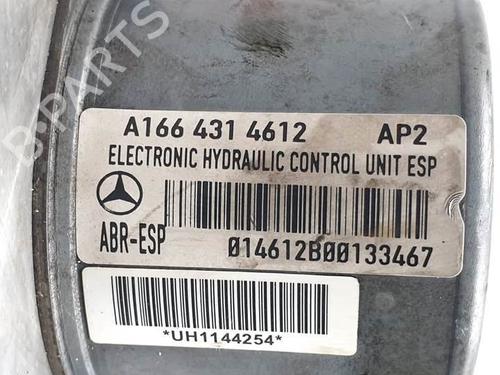 B-PARTS
A166 431 4612 AP2
ELECTRONIC HYDRAULIC CONTROL UNIT ESP
ABR-ESP 014612B00133467
*UH1144254*